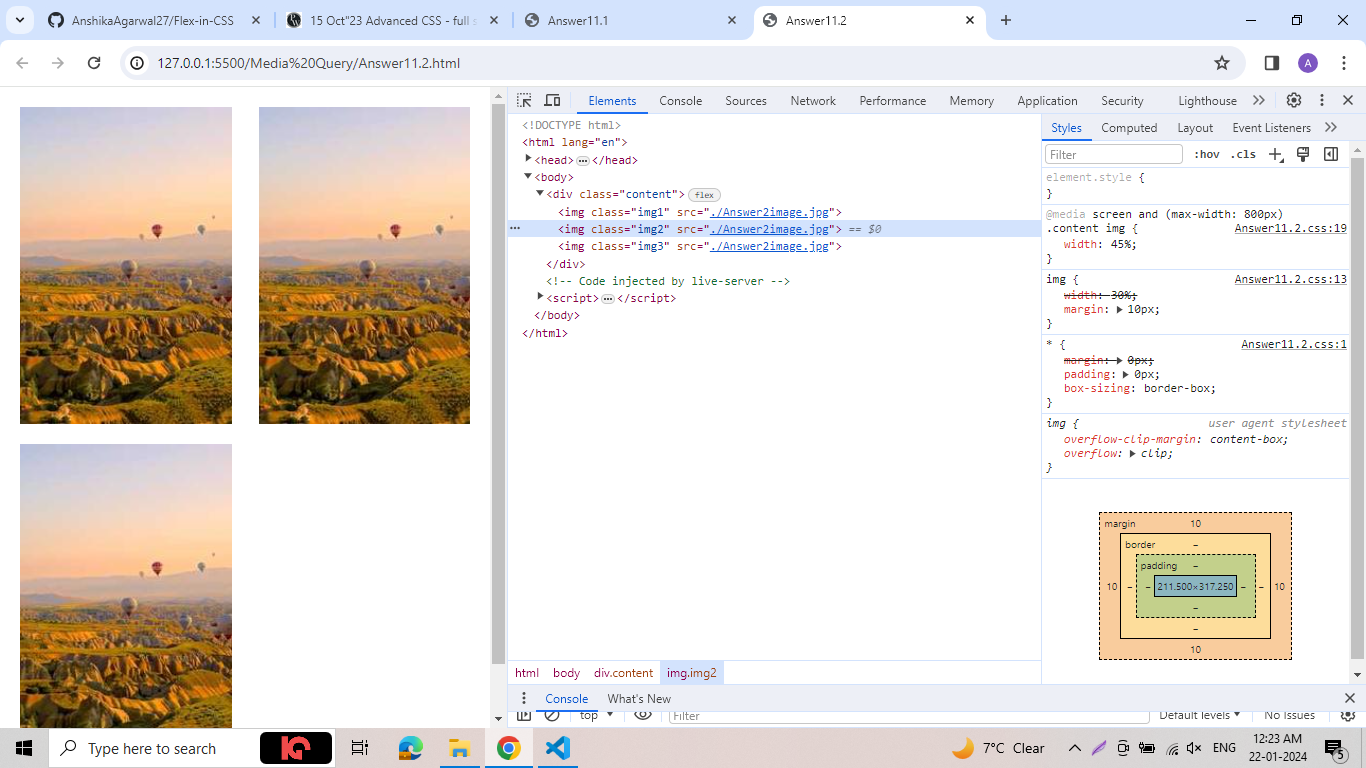 AnshikaAgarwal27/Flex-in-CSS
15 Oct"23 Advanced CSS - full s
Answer11.1
Answer11.2
127.0.0.1:5500/Media%20Query/Answer11.2.html
A
Elements Console Sources Network Performance Memory Application Security Lighthouse
<!DOCTYPE html>
<html lang="en">
<head> ••• </head>
<body>
<div class="content"> flex
<img class="img1" src="./Answer2image.jpg">
<img class="img2" src="./Answer2image.jpg"> == $0
<img class="img3" src="./Answer2image.jpg">
</div>
<!-- Code injected by live-server -->
<script> ••• </script>
</body>
</html>
html body div.content img.img2
Styles Computed Layout Event Listeners
Filter :hov .cls
element.style {
}
@media screen and (max-width: 800px)
.content img { Answer11.2.css:19
width: 45%;
}
img { Answer11.2.css:13
width: 30%;
margin: 10px;
}
* { Answer11.2.css:1
margin: 0px;
padding: 0px;
box-sizing: border-box;
}
img { user agent stylesheet
overflow-clip-margin: content-box;
overflow: clip;
}
margin 10
border –
padding –
10 – – 211.500×317.250 – – 10
–
–
10
Console What's New
top Filter Default levels No Issues
Type here to search
7°C Clear
ENG
12:23 AM
22-01-2024
5